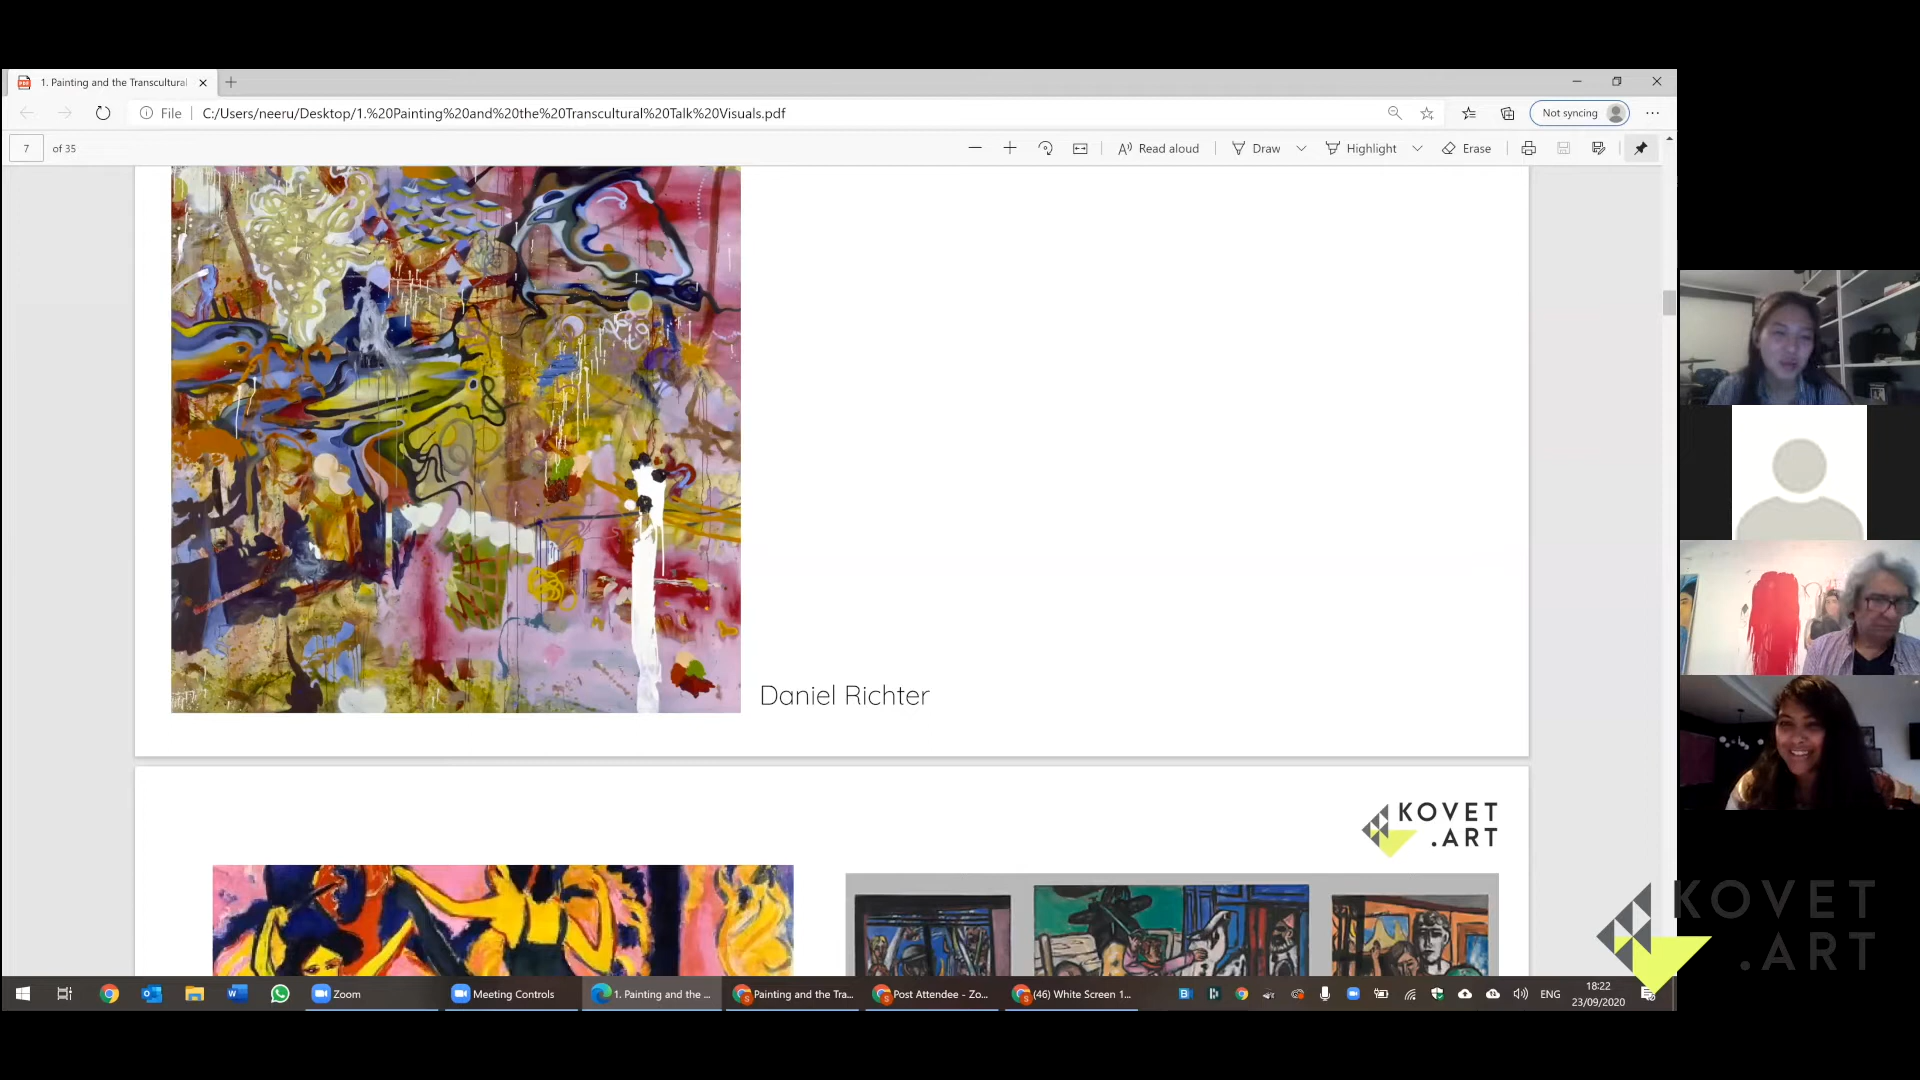 1. Painting and the Transcultural
File
C:/Users/neeru/Desktop/1.%20Painting%20and%20the%20Transcultural%20Talk%20Visuals.pdf
Not syncing
7
of 35
Read aloud
Draw
Highlight
Erase
Daniel Richter
KOVET
.ART
KOVET
.ART
Zoom
Meeting Controls
1. Painting and the ...
Painting and the Tra...
Post Attendee - Zo...
(46) White Screen 1...
ENG
18:22
23/09/2020